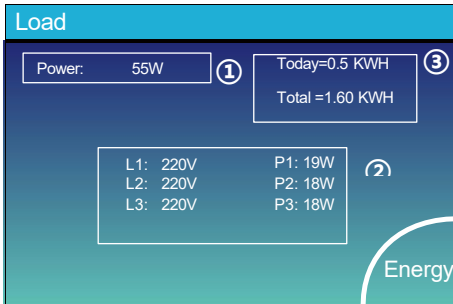 Load
Power: 55W ①
Today=0.5 KWH ③
Total =1.60 KWH
L1: 220V P1: 19W ②
L2: 220V P2: 18W
L3: 220V P3: 18W
Energy